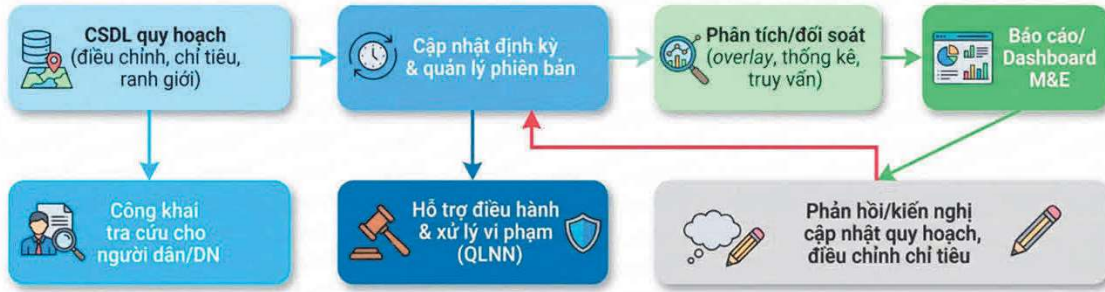 CSDL quy hoạch
(điều chỉnh, chỉ tiêu,
ranh giới)
Cập nhật định kỳ
& quản lý phiên bản
Phân tích/đối soát
(overlay, thống kê,
truy vấn)
Báo cáo/
Dashboard
M&E
Công khai
tra cứu cho
người dân/DN
Hỗ trợ điều hành
& xử lý vi phạm
(QLNN)
Phản hồi/kiến nghị
cập nhật quy hoạch,
điều chỉnh chỉ tiêu